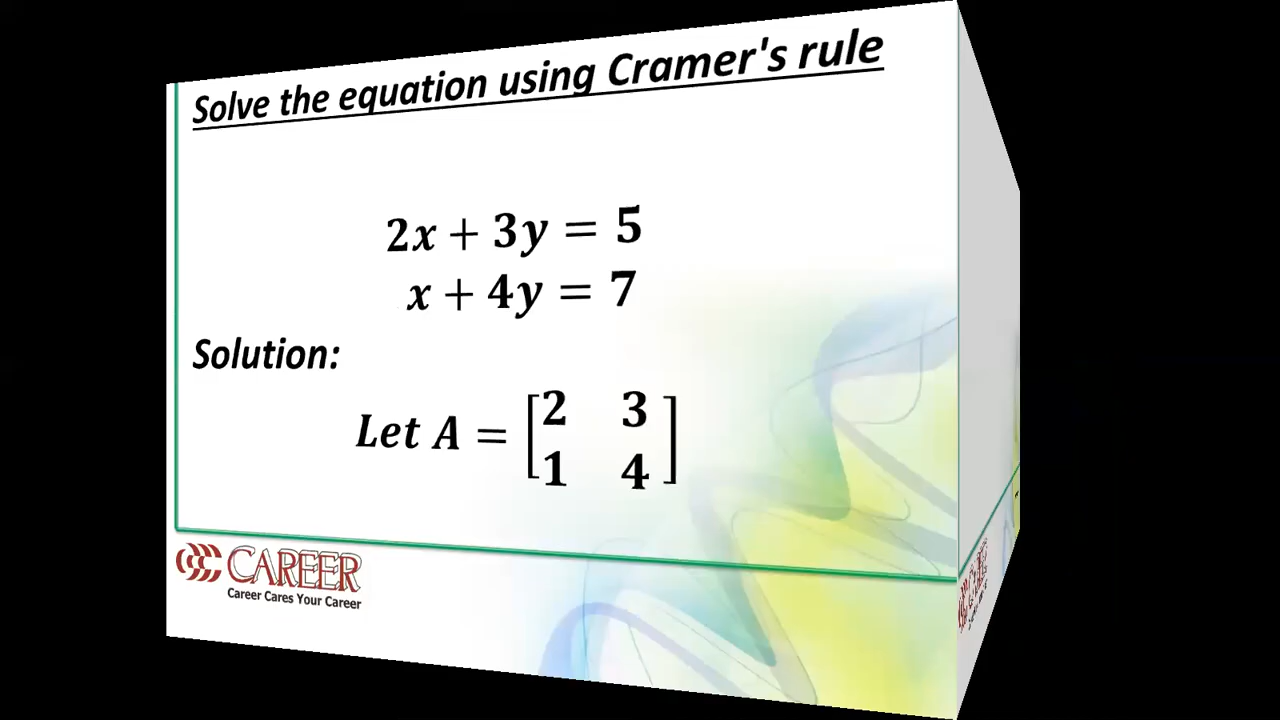 Solve the equation using Cramer's rule
2x + 3y = 5
x + 4y = 7
Solution:
Let A = [2 3
1 4]
CAREER
Career Cares Your Career